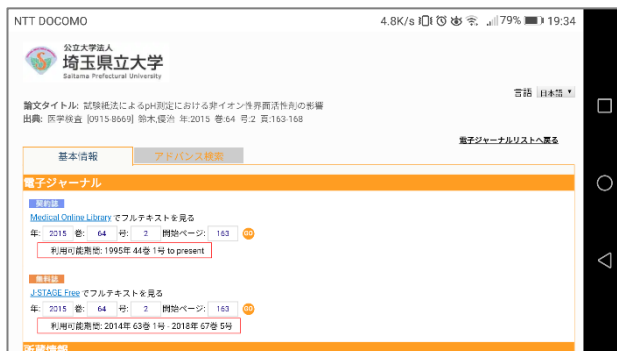 NTT DOCOMO 4.8K/s 79% 19:34
公立大学法人
埼玉県立大学
Saitama Prefectural University
言語 日本語
論文タイトル: 試験紙法によるpH測定における非イオン性界面活性剤の影響
出典: 医学検査 [0915-8669] 鈴木,優治 年:2015 巻:64 号:2 頁:163-168
電子ジャーナルリストへ戻る
基本情報 アドバンス検索
電子ジャーナル
契約誌
Medical Online Library でフルテキストを見る
年: 2015 巻: 64 号: 2 開始ページ: 163 GO
利用可能期間: 1995年 44巻 1号 to present
無料誌
J-STAGE Free でフルテキストを見る
年: 2015 巻: 64 号: 2 開始ページ: 163 GO
利用可能期間: 2014年 63巻 1号 - 2018年 67巻 5号
所蔵情報